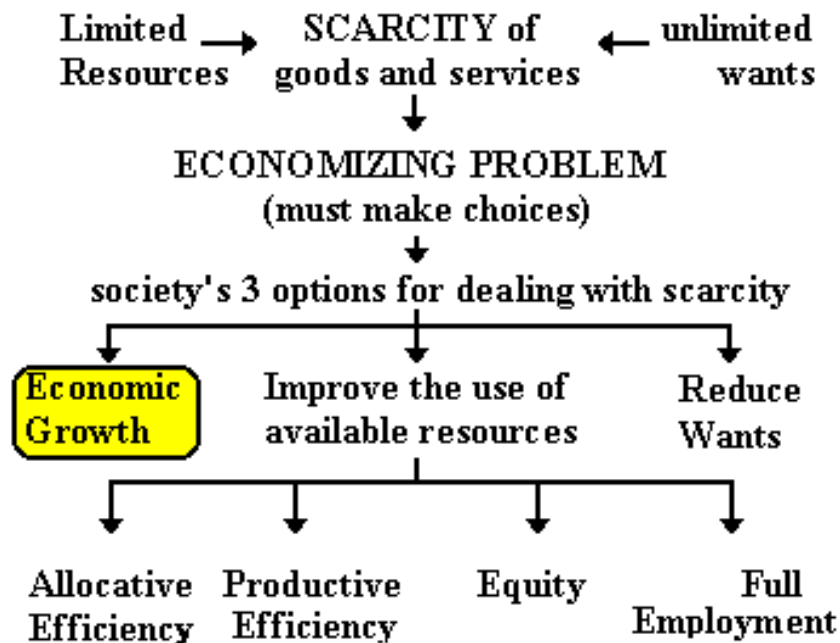 Limited
Resources
SCARCITY of
goods and services
unlimited
wants
ECONOMIZING PROBLEM
(must make choices)
society's 3 options for dealing with scarcity
Economic
Growth
Improve the use of
available resources
Reduce
Wants
Allocative
Efficiency
Productive
Efficiency
Equity
Full
Employment